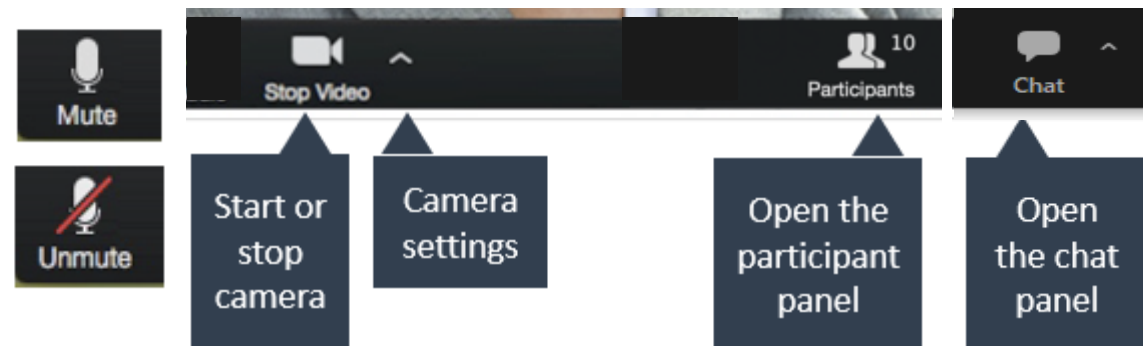 Mute
Unmute
Stop Video
10
Participants
Chat
Start or
stop
camera
Camera
settings
Open the
participant
panel
Open
the chat
panel